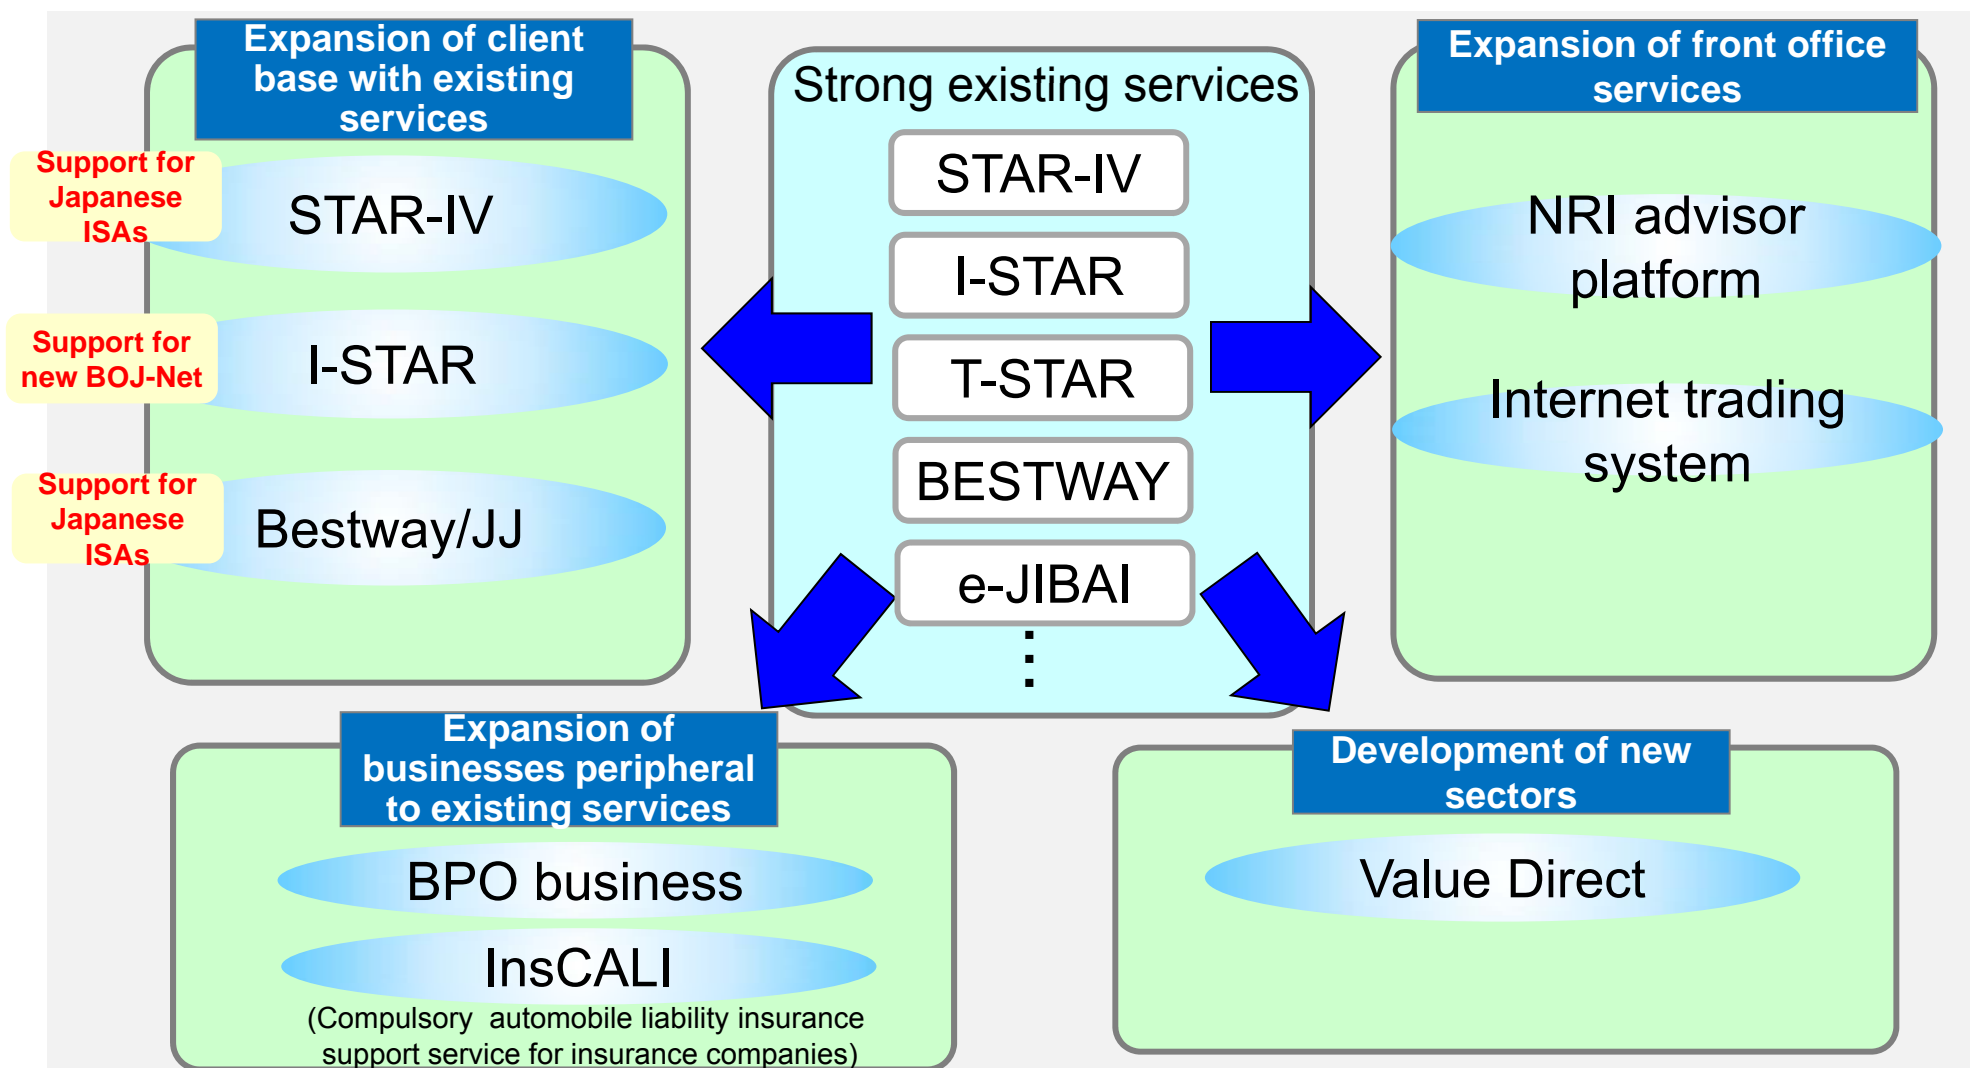 Expansion of client
base with existing
services
Support for
Japanese
ISAs
STAR-IV
Support for
new BOJ-Net
I-STAR
Support for
Japanese
ISAs
Bestway/JJ
Strong existing services
STAR-IV
I-STAR
T-STAR
BESTWAY
e-JIBAI
⋮
Expansion of front office
services
NRI advisor
platform
Internet trading
system
Expansion of
businesses peripheral
to existing services
BPO business
InsCALI
(Compulsory automobile liability insurance
support service for insurance companies)
Development of new
sectors
Value Direct